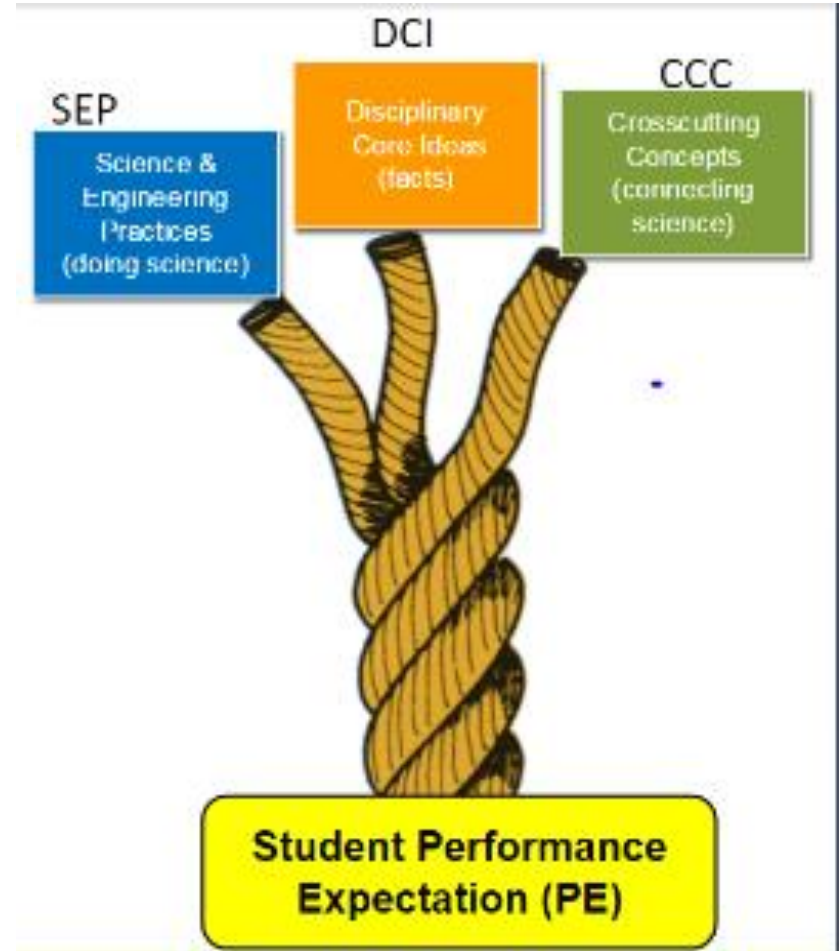 SEP
Science &
Engineering
Practices
(doing science)
DCI
Disciplinary
Core Ideas
(facts)
CCC
Crosscutting
Concepts
(connecting
science)
Student Performance
Expectation (PE)